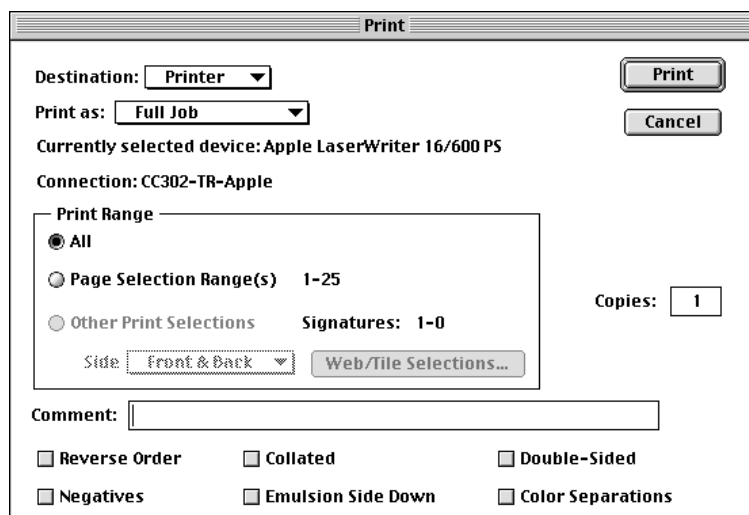 Print
Destination: Printer
Print
Print as: Full Job
Cancel
Currently selected device: Apple LaserWriter 16/600 PS
Connection: CC302-TR-Apple
Print Range
All
Page Selection Range(s) 1-25
Copies: 1
Other Print Selections Signatures: 1-0
Side Front & Back Web/Tile Selections...
Comment:
Reverse Order Collated Double-Sided
Negatives Emulsion Side Down Color Separations